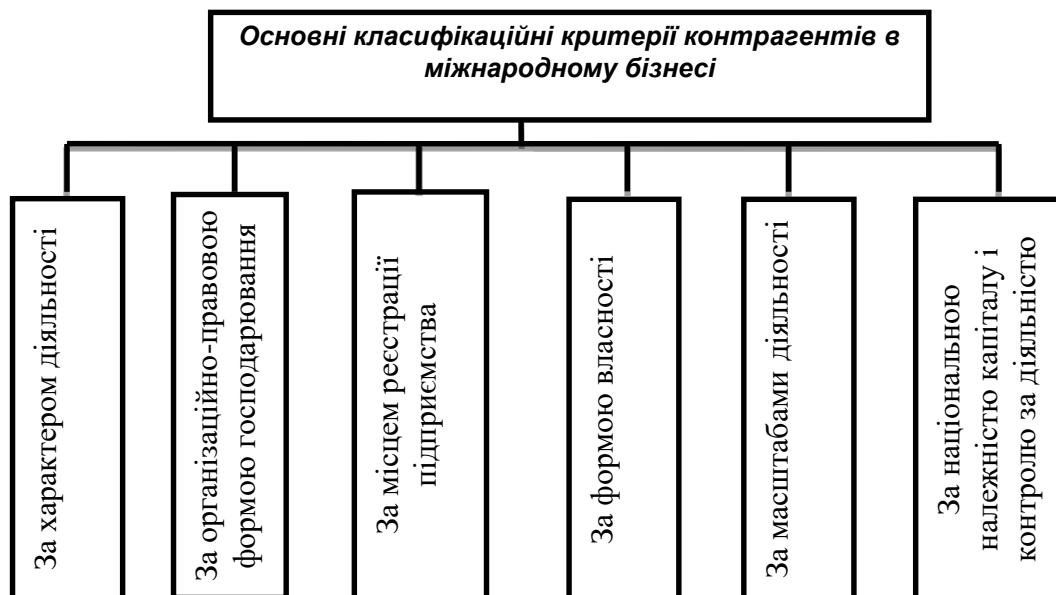 Основні класифікаційні критерії контрагентів в
міжнародному бізнесі
За характером діяльності
За організаційно-правовою
формою господарювання
За місцем реєстрації
підприємства
За формою власності
За масштабами діяльності
За національною
належністю капіталу і
контролю за діяльністю